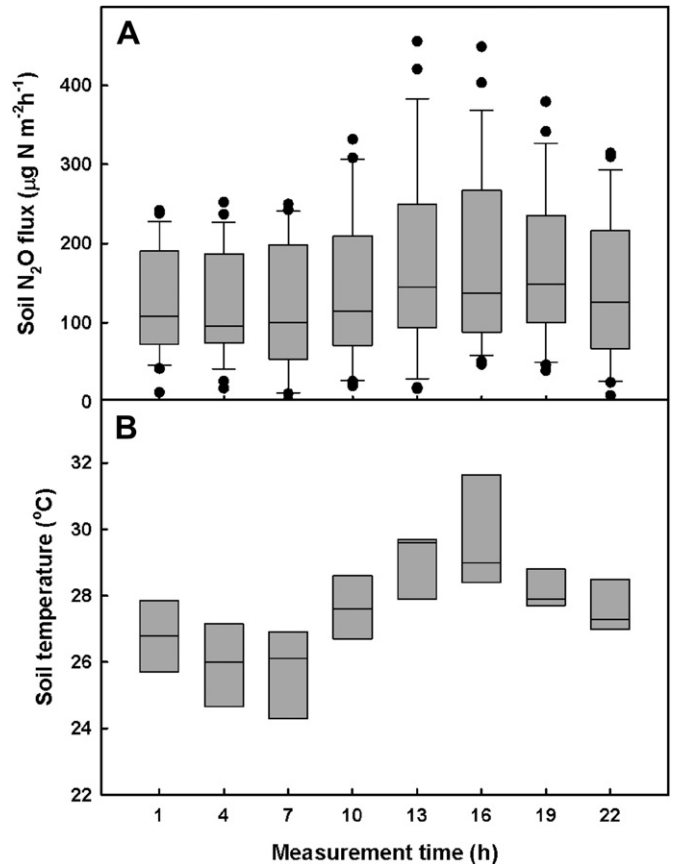 A
Soil N₂O flux (µg N m⁻²h⁻¹)
400
300
200
100
0
B
Soil temperature (°C)
32
30
28
26
24
22
1 4 7 10 13 16 19 22
Measurement time (h)